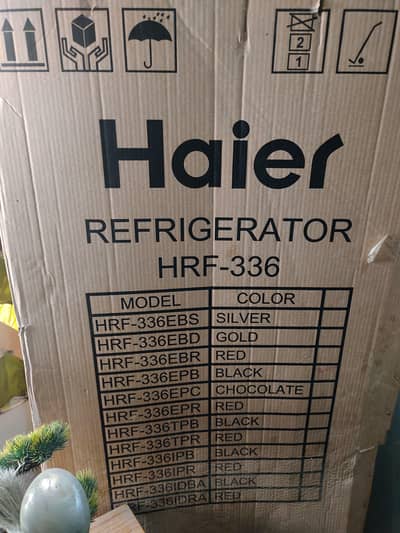 2
1
Haier
REFRIGERATOR
HRF-336
MODEL COLOR
HRF-336EBS SILVER
HRF-336EBD GOLD
HRF-336EBR RED
HRF-336EPB BLACK
HRF-336EPC CHOCOLATE
HRF-336EPR RED
HRF-336TPB BLACK
HRF-336TPR RED
HRF-336IPB BLACK
HRF-336IPR RED
HRF-336IDBA BLACK
HRF-336IDRA RED